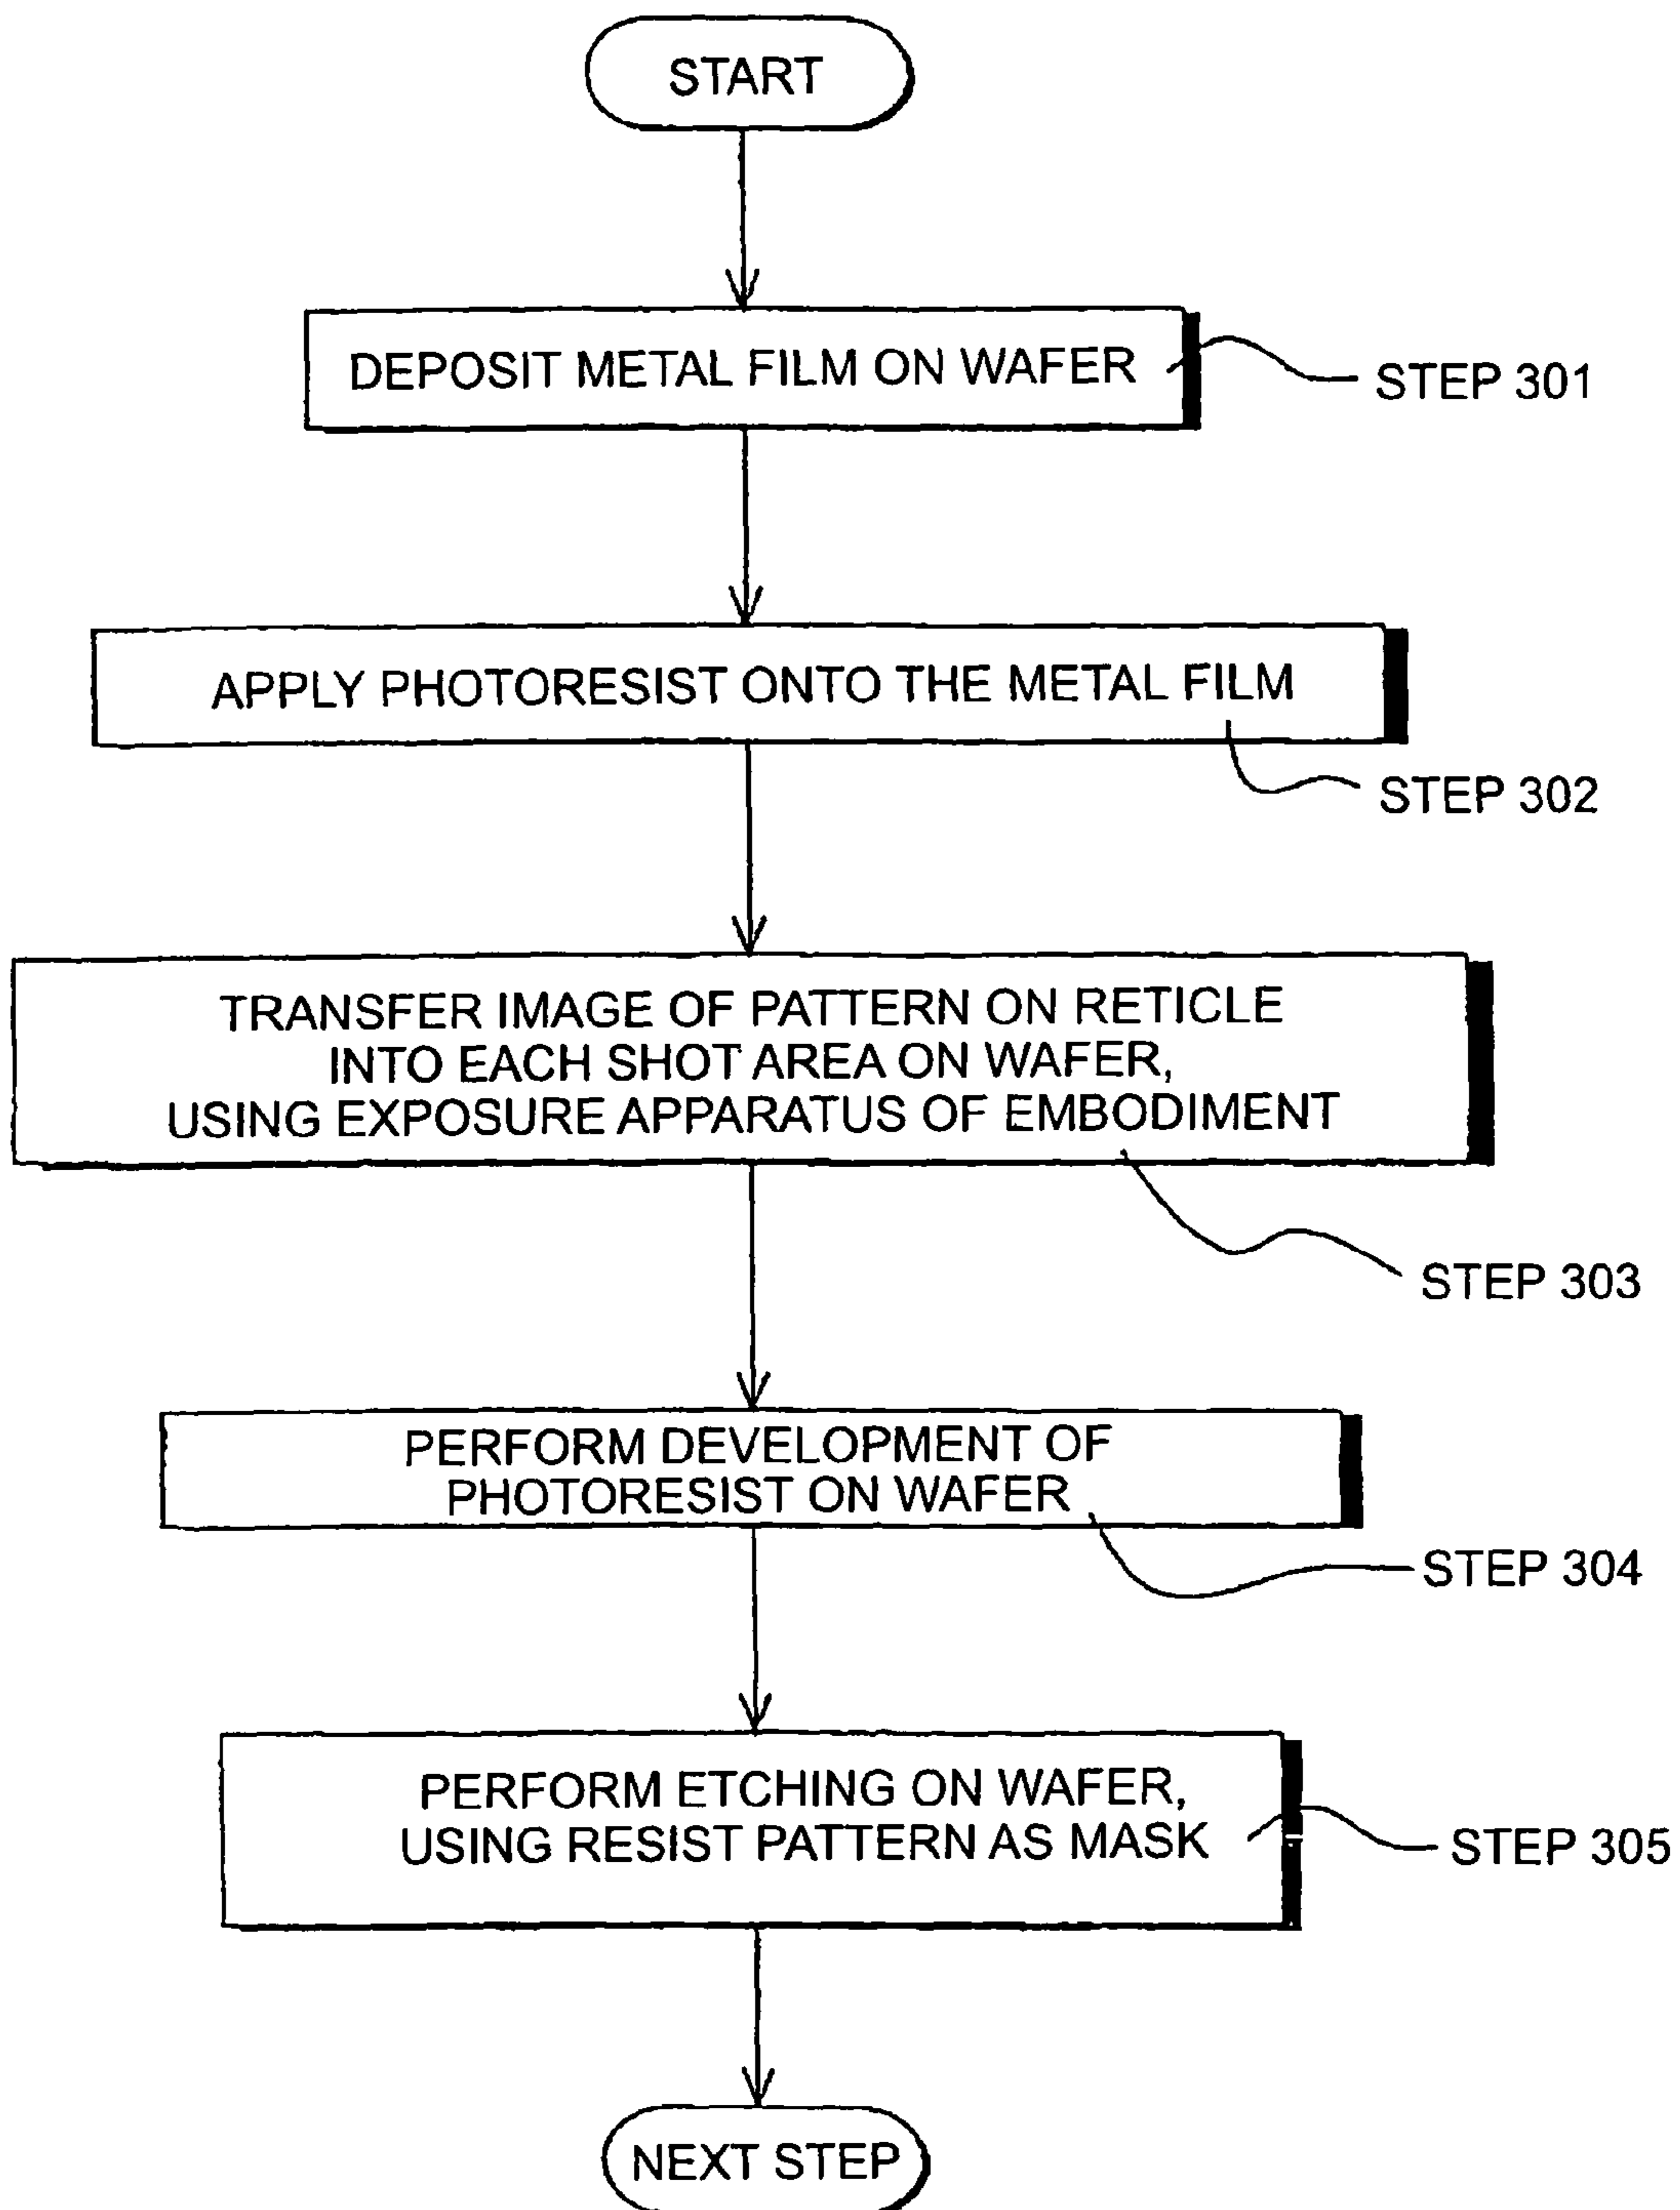 START
DEPOSIT METAL FILM ON WAFER
STEP 301
APPLY PHOTORESIST ONTO THE METAL FILM
STEP 302
TRANSFER IMAGE OF PATTERN ON RETICLE
INTO EACH SHOT AREA ON WAFER,
USING EXPOSURE APPARATUS OF EMBODIMENT
STEP 303
PERFORM DEVELOPMENT OF
PHOTORESIST ON WAFER
STEP 304
PERFORM ETCHING ON WAFER,
USING RESIST PATTERN AS MASK
STEP 305
NEXT STEP